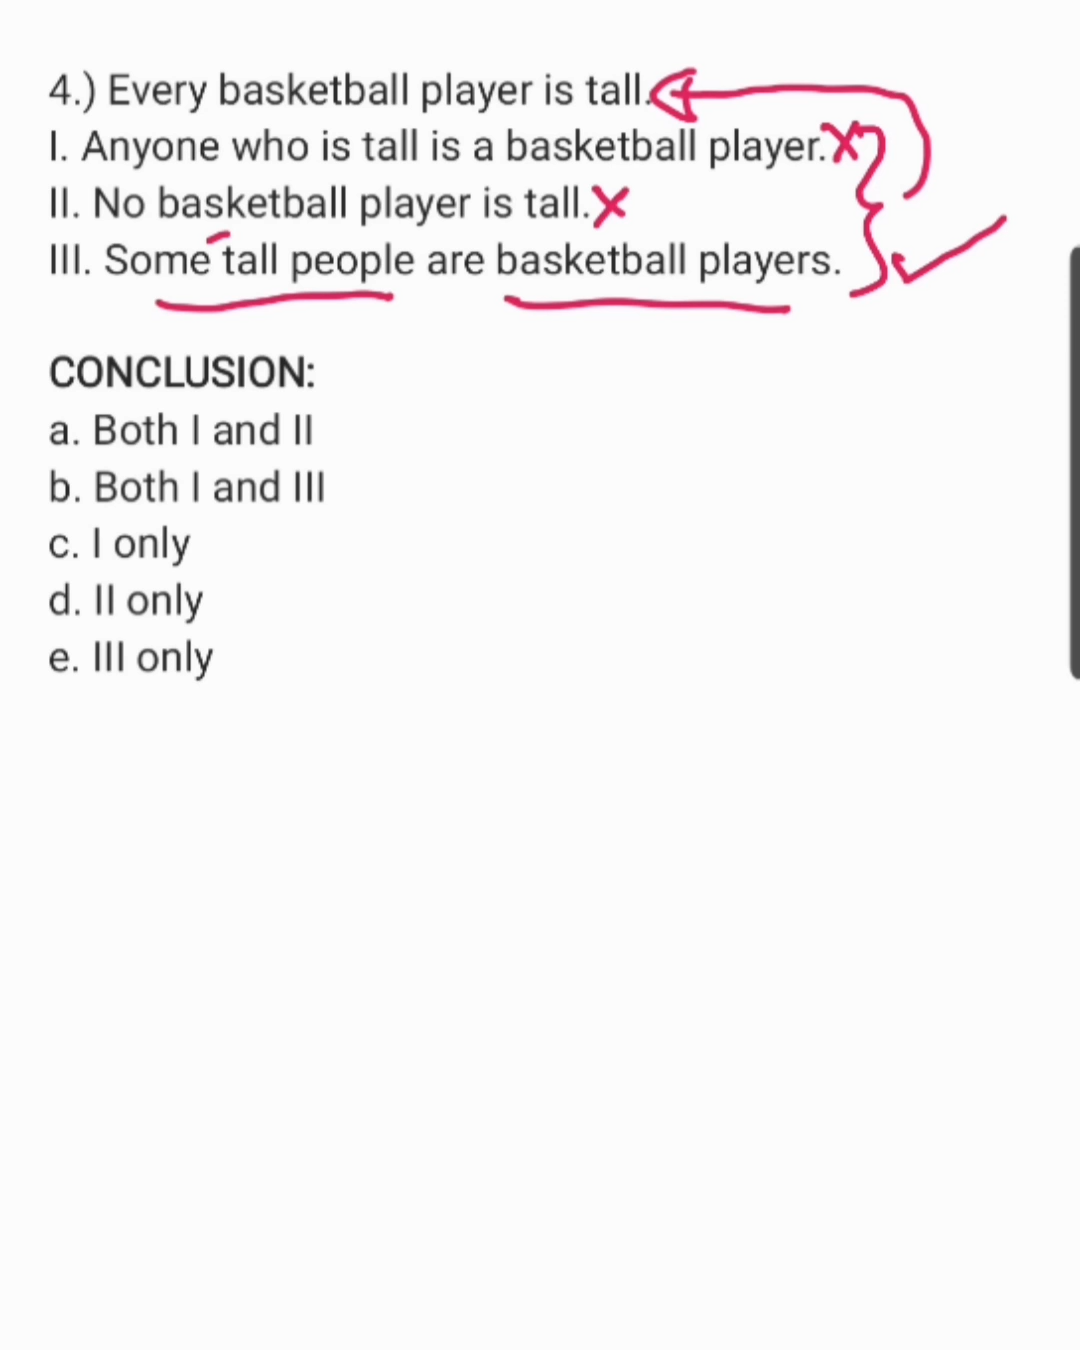 4.) Every basketball player is tall.
I. Anyone who is tall is a basketball player.
II. No basketball player is tall.
III. Some tall people are basketball players.
CONCLUSION:
a. Both I and II
b. Both I and III
c. I only
d. II only
e. III only